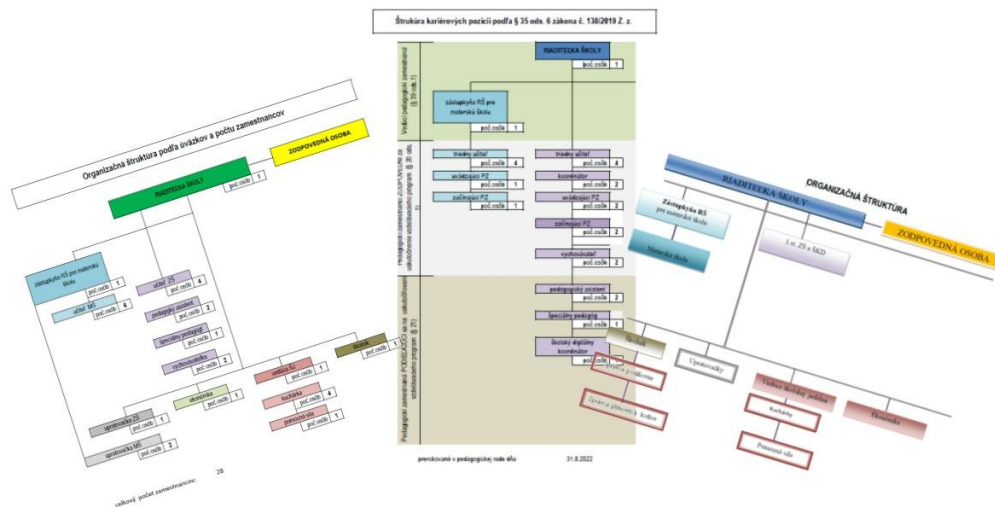 Štrukúra kariérových pozícií podľa § 35 ods. 6 zákona č. 138/2019 Z. z.
Organizačná štruktúra podľa úväzkov a počtu zamestnancov
ZODPOVEDNÁ OSOBA
RIADITEĽKA ŠKOLY
poč.osôb 1
zástupkyňa RŠ pre materskú školu
poč.osôb 1
učiteľ MŠ
poč.osôb 6
učiteľ ZŠ
poč.osôb 4
pedagogický asistent
poč.osôb 2
špeciálny pedagóg
poč.osôb 1
vychovávateľka
poč.osôb 2
ekonómka
poč.osôb 1
školník
poč.osôb 1
vedúca ŠJ
poč.osôb 1
kuchárka
poč.osôb 4
pomocná sila
poč.osôb 1
upratovačka ZŠ
poč.osôb 1
upratovačka MŠ
poč.osôb 2
celkový počet zamestnancov: 28
Vedúci pedagogickí zamestnanci
(§ 39 ods.1)
RIADITEĽKA ŠKOLY
poč.osôb 1
zástupkyňa RŠ pre
materskú školu
poč.osôb 1
triedny učiteľ
poč.osôb 4
uvádzajúci PZ
poč.osôb 1
začínajúci PZ
poč.osôb 1
triedny učiteľ
poč.osôb 4
koordinátor
poč.osôb 2
uvádzajúci PZ
poč.osôb 2
začínajúci PZ
poč.osôb 2
vychovávateľ
poč.osôb 2
pedagogický asistent
poč.osôb 2
špeciálny pedagóg
poč.osôb 1
Školský digitálny
koordinátor
poč.osôb 1
prerokované v pedagogickej rade dňa 31.8.2022
ORGANIZAČNÁ ŠTRUKTÚRA
RIADITEĽKA ŠKOLY
ZODPOVEDNÁ OSOBA
Zástupkyňa RŠ
pre materskú školu
Materská škola
1.st. ZŠ a ŠKD
Školník
Upratovačky
Vedúca školskej jedálne
Kuchárky
Pomocná sila
Ekonómka